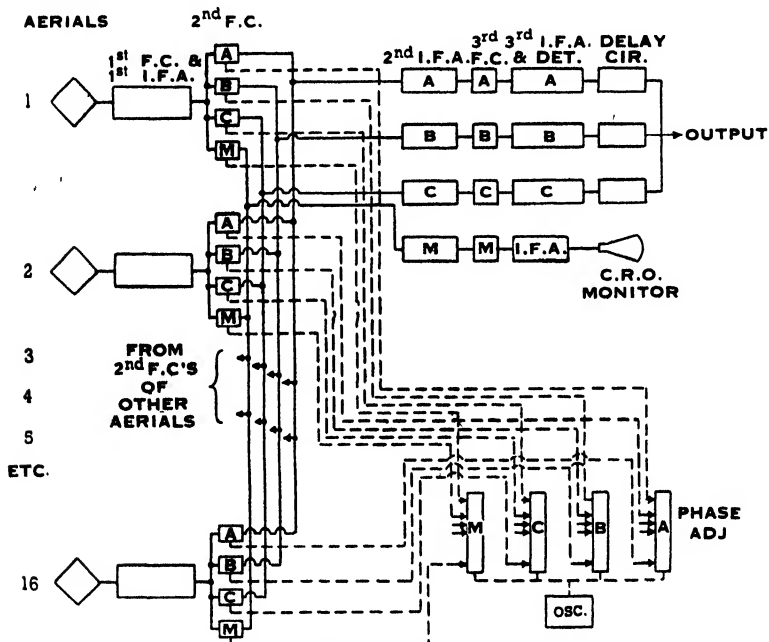 AERIALS
2nd F.C.
1st F.C. &
1st I.F.A.
2nd I.F.A.
3rd F.C.
3rd I.F.A. & DET.
DELAY CIR.
1
A
B
C
M
A A A
B B B
C C C
M M I.F.A.
OUTPUT
C.R.O.
MONITOR
2
A
B
C
M
3
4
5
ETC.
FROM
2nd F.C'S
OF
OTHER
AERIALS
M C B A
PHASE
ADJ
OSC.
16
A
B
C
M